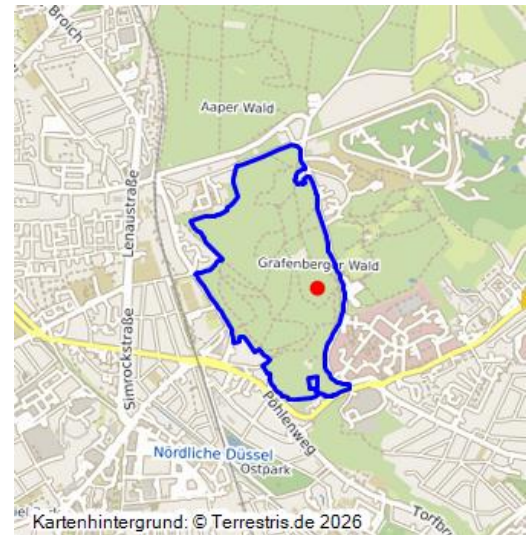 Broich
Aaper Wald
Lenaustraße
Grafenberger Wald
Simrockstraße
Pöhlenweg
Nördliche Düssel
Ostpark
Torfbr
Kartenhintergrund: © Terrestris.de 2026